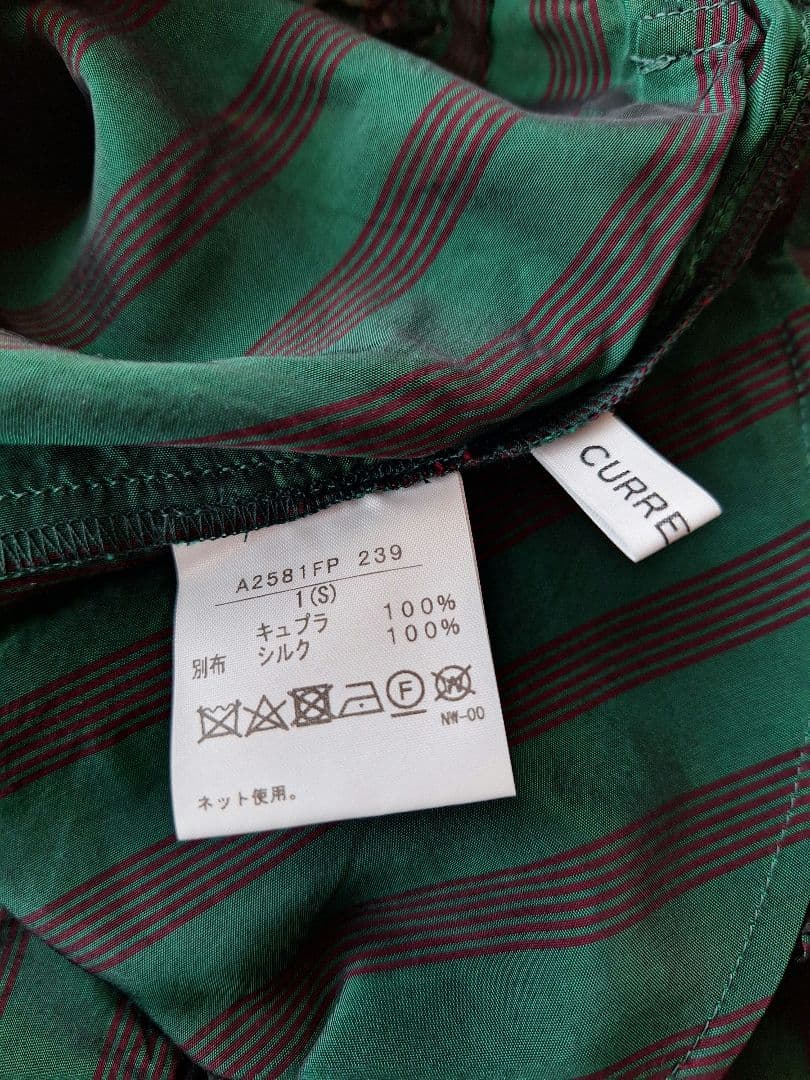 CURRE
A2581FP 239
1(S)
キュプラ 100%
別布 シルク 100%
F W
NW-00
ネット使用。